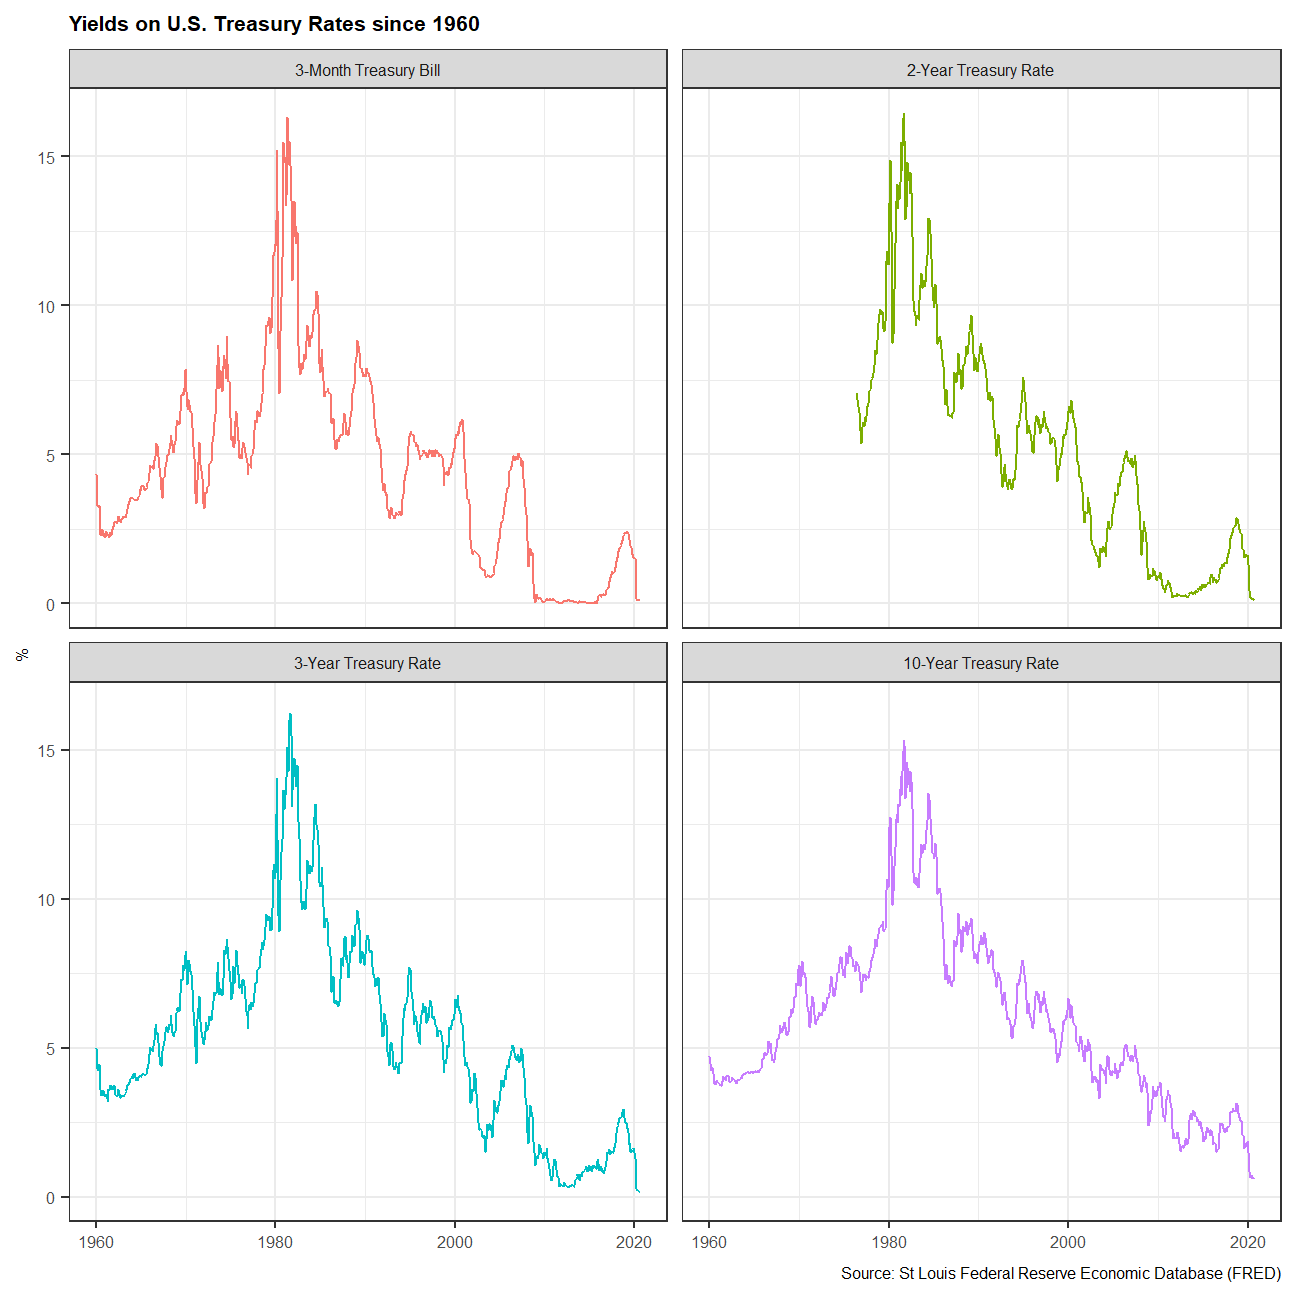 Yields on U.S. Treasury Rates since 1960
3-Month Treasury Bill
2-Year Treasury Rate
15
10
5
0
%
3-Year Treasury Rate
10-Year Treasury Rate
15
10
5
0
1960
1980
2000
2020
1960
1980
2000
2020
Source: St Louis Federal Reserve Economic Database (FRED)